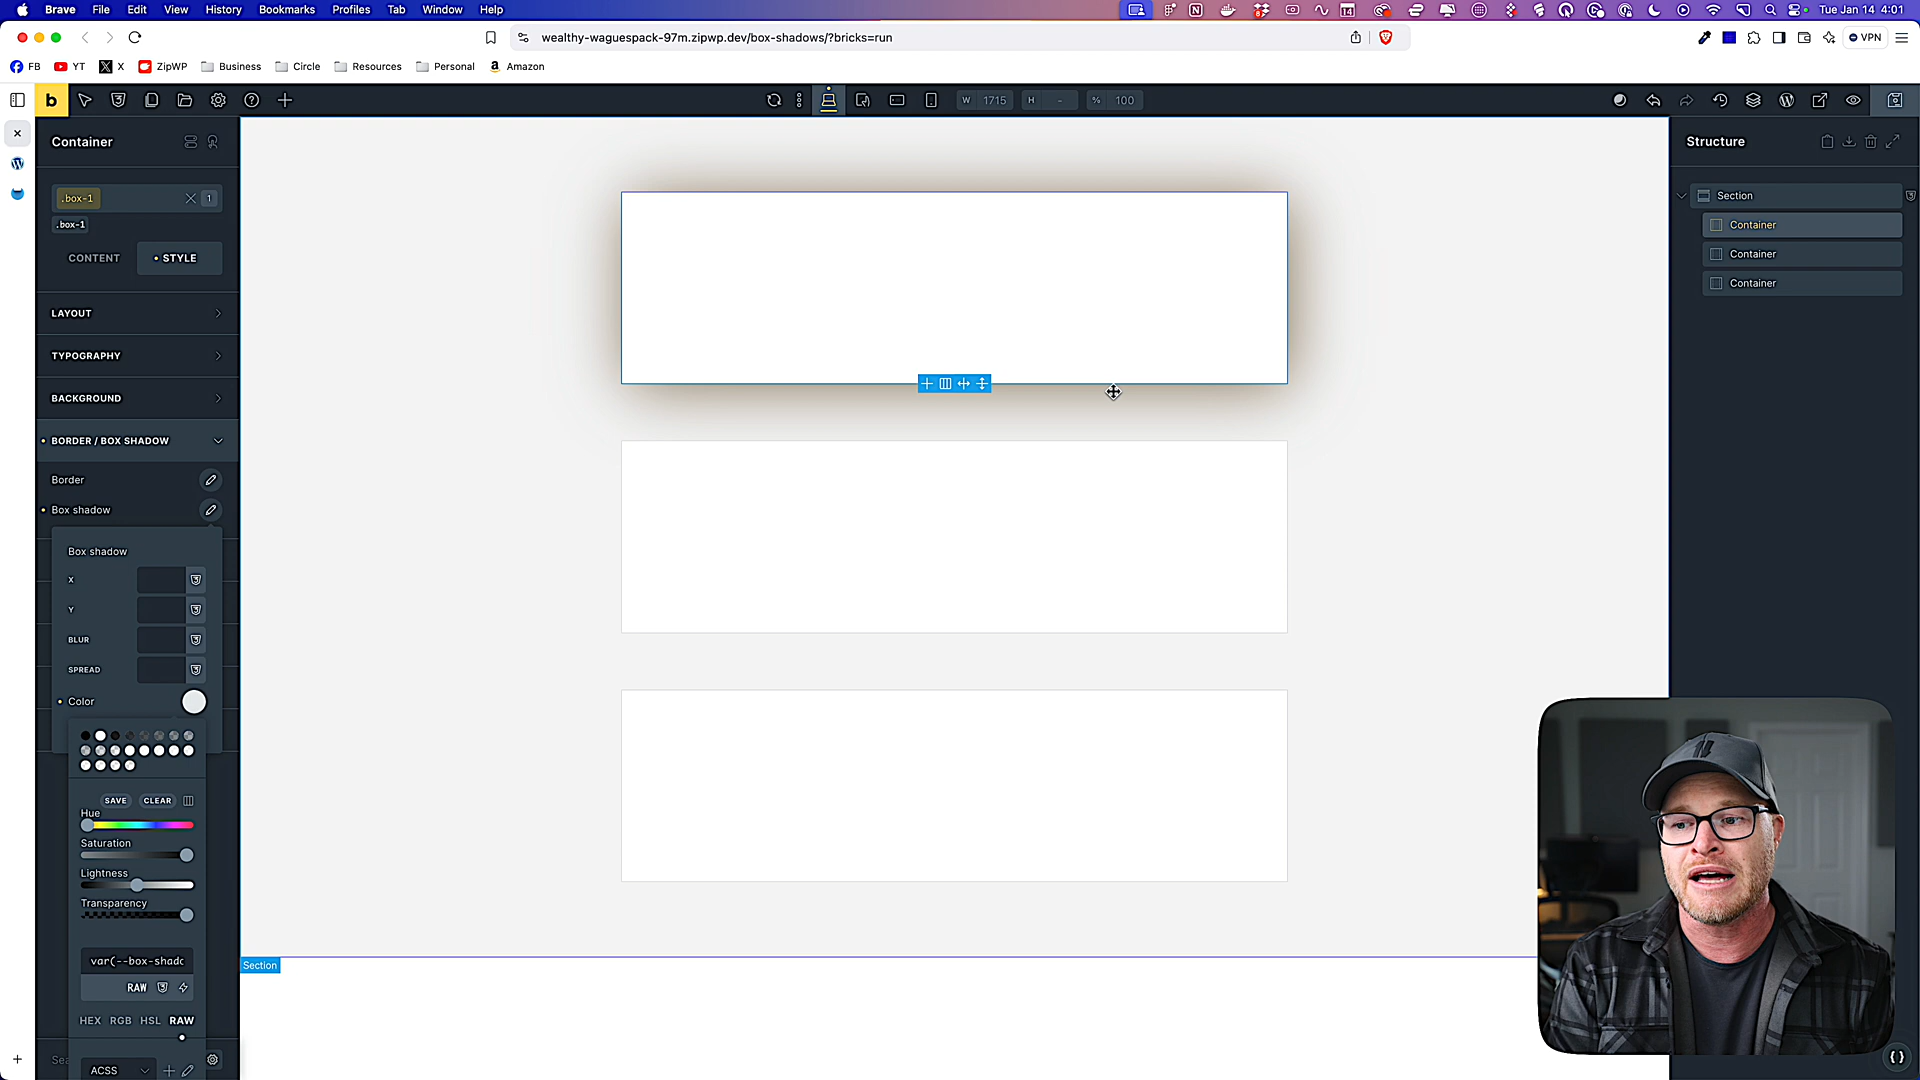 Brave File Edit View History Bookmarks Profiles Tab Window Help
14
Tue Jan 14 4:01
wealthy-waguespack-97m.zipwp.dev/box-shadows/?bricks=run
VPN
FB YT X ZipWP Business Circle Resources Personal Amazon
b
W 1715 H - % 100
Container
.box-1
1
.box-1
CONTENT
STYLE
LAYOUT
TYPOGRAPHY
BACKGROUND
BORDER / BOX SHADOW
Border
Box shadow
Box shadow
X
Y
BLUR
SPREAD
Color
SAVE CLEAR
Hue
Saturation
Lightness
Transparency
var(--box-shadc
RAW
HEX RGB HSL RAW
Sea
ACSS
Section
Structure
Section
Container
Container
Container